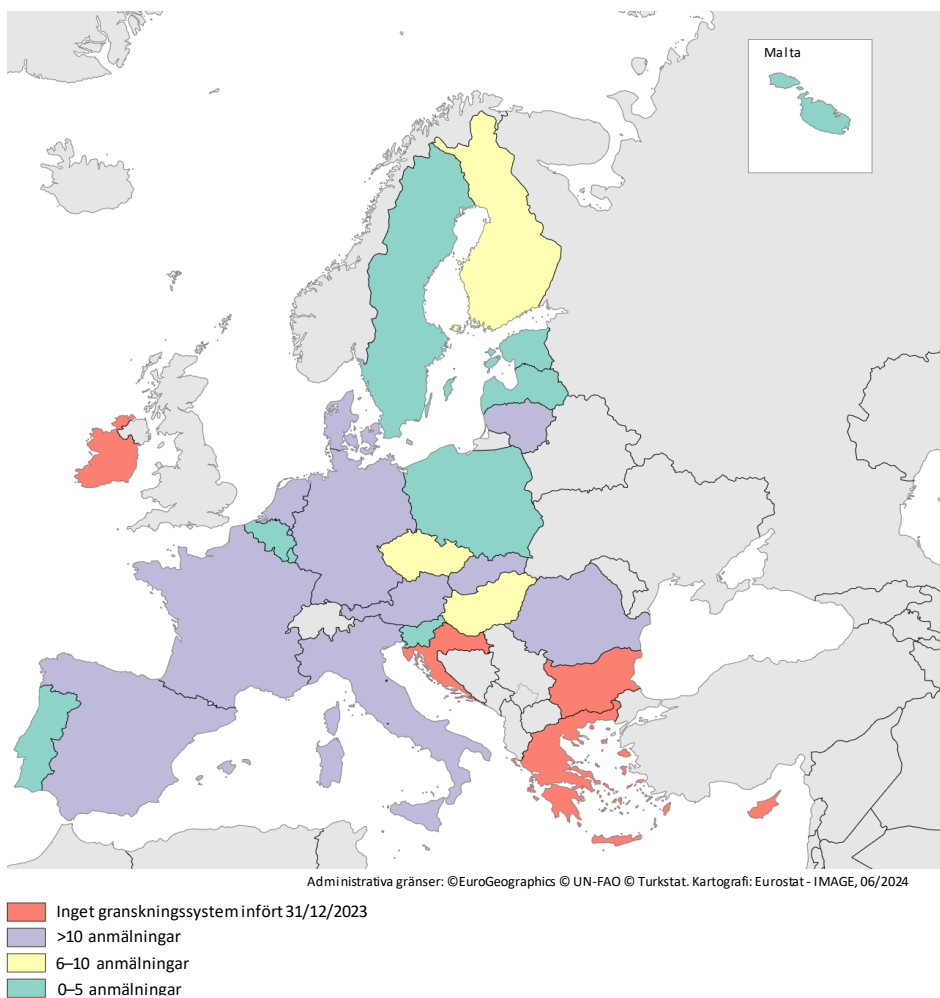 Malta
Administrativa gränser: ©EuroGeographics © UN-FAO © Turkstat. Kartografi: Eurostat - IMAGE, 06/2024
Inget granskningssystem infört 31/12/2023
>10 anmälningar
6–10 anmälningar
0–5 anmälningar